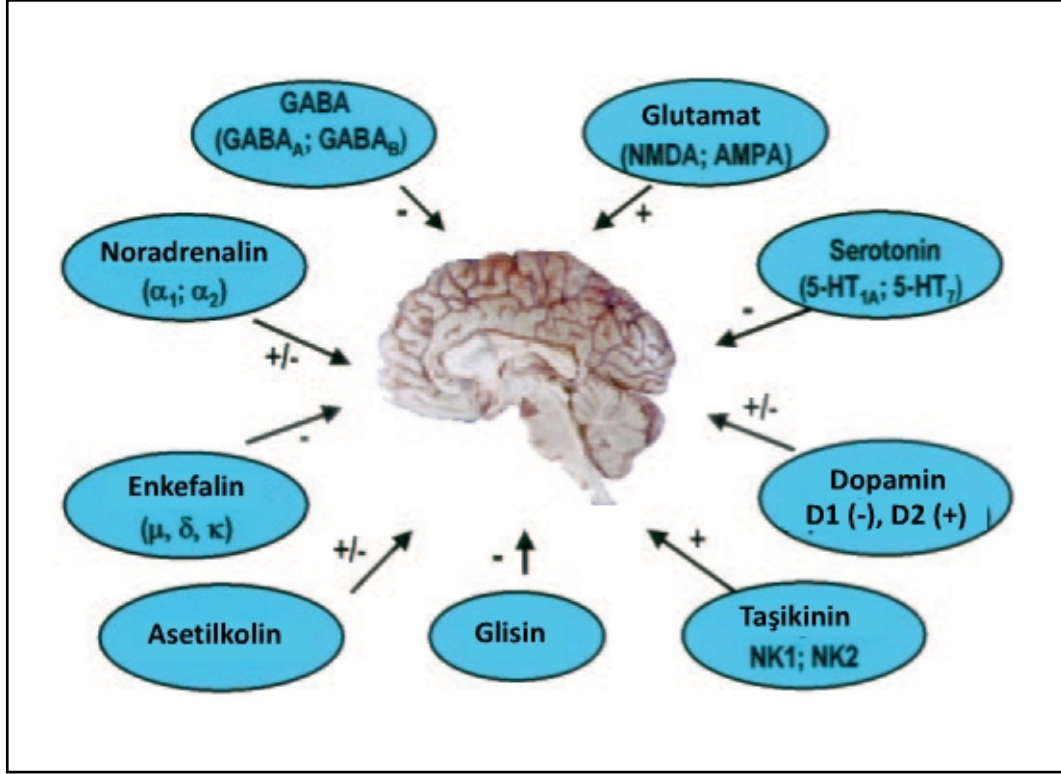 GABA
(GABA_A; GABA_B)
-
Glutamat
(NMDA; AMPA)
+
Noradrenalin
(α₁; α₂)
+/-
Serotonin
(5-HT_1A; 5-HT₇)
-
Enkefalin
(μ, δ, κ)
-
Dopamin
D1 (-), D2 (+)
+/-
Asetilkolin
+/-
Glisin
-
Taşikinin
NK1; NK2
+